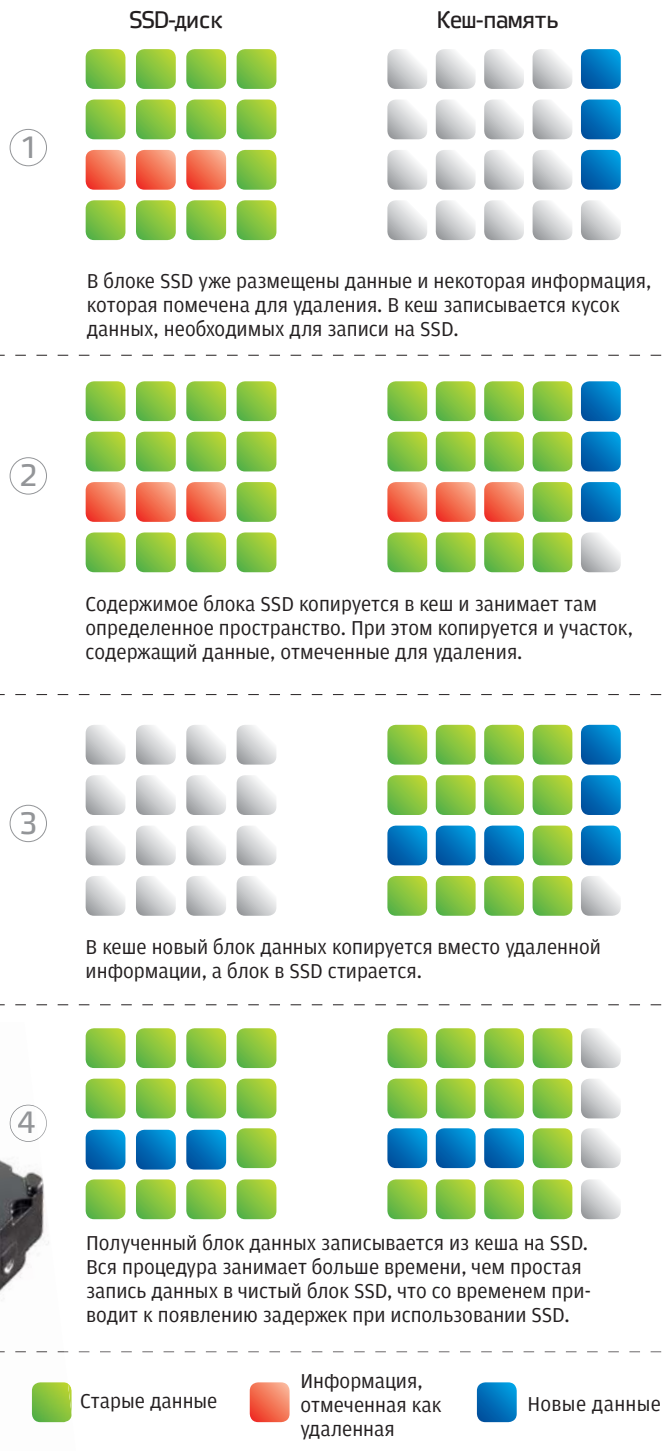 SSD-диск
Кеш-память
1
В блоке SSD уже размещены данные и некоторая информация,
которая помечена для удаления. В кеш записывается кусок
данных, необходимых для записи на SSD.
2
Содержимое блока SSD копируется в кеш и занимает там
определенное пространство. При этом копируется и участок,
содержащий данные, отмеченные для удаления.
3
В кеше новый блок данных копируется вместо удаленной
информации, а блок в SSD стирается.
4
Полученный блок данных записывается из кеша на SSD.
Вся процедура занимает больше времени, чем простая
запись данных в чистый блок SSD, что со временем при-
водит к появлению задержек при использовании SSD.
Старые данные
Информация,
отмеченная как
удаленная
Новые данные